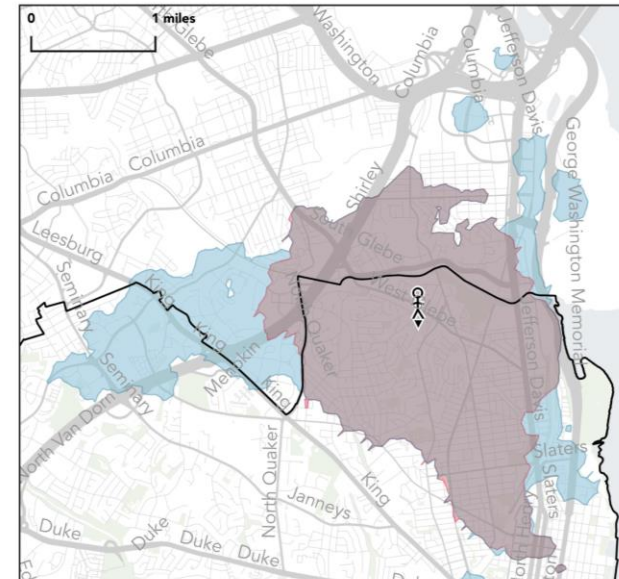 0 1 miles
North Glebe
Washington
Columbia
Columbia
Jefferson Davis
George Washington Memorial
Columbia
Columbia
Shirley
Leesburg
Seminary
King
King
South Glebe
West Glebe
North Quaker
Menokin
King
Jefferson Davis
Seminary
North Van Dorn
North Quaker
King
Slaters
Slaters
Janneys
Duke
Duke
Duke
Duke